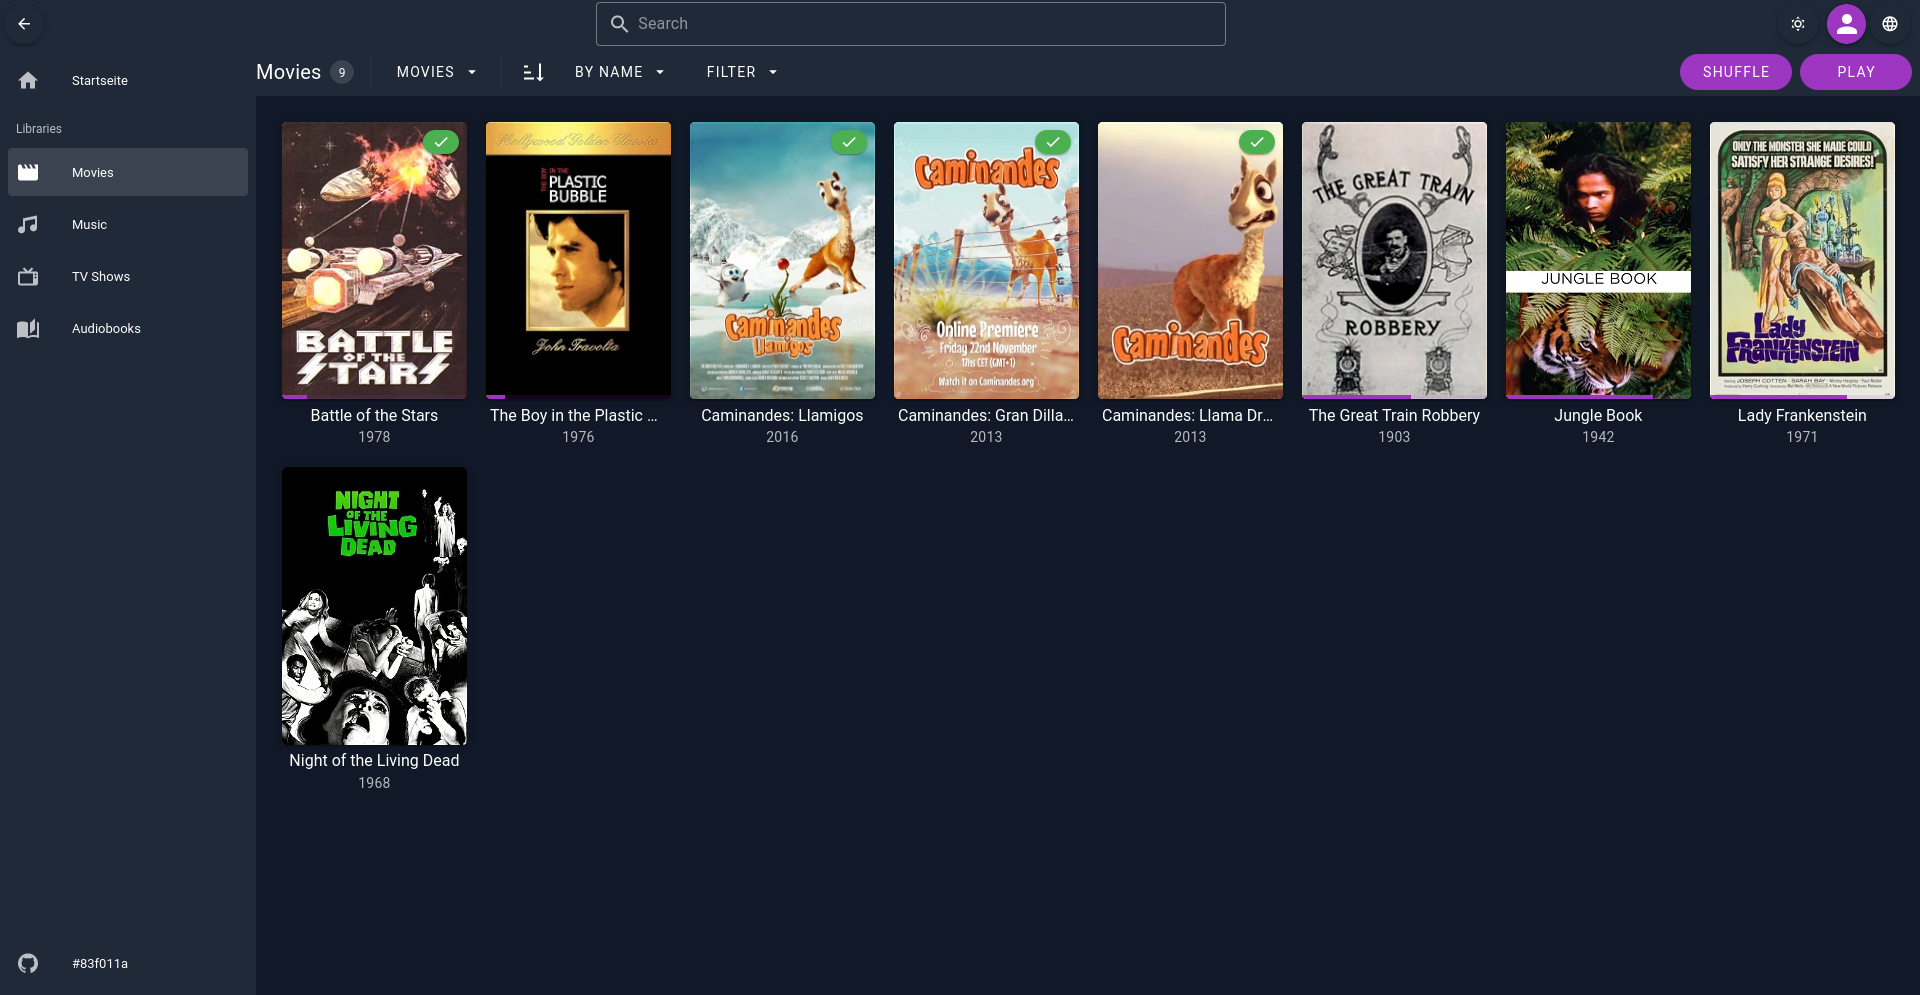 Search
Startseite
Libraries
Movies
Music
TV Shows
Audiobooks
#83f011a
Movies 9 MOVIES BY NAME FILTER SHUFFLE PLAY
BATTLE
OF THE
STARS
Battle of the Stars
1978
Hollywood Golden Classics
THE BOY IN THE
PLASTIC
BUBBLE
John Travolta
The Boy in the Plastic ...
1976
Caminandes
Llamigos
Caminandes: Llamigos
2016
Caminandes
Online Premiere
Friday 22nd November
17hs CET (GMT+1)
Watch it on Caminandes.org
Caminandes: Gran Dilla...
2013
Caminandes
Caminandes: Llama Dr...
2013
THE GREAT TRAIN
ROBBERY
The Great Train Robbery
1903
JUNGLE BOOK
Jungle Book
1942
ONLY THE MONSTER SHE MADE COULD
SATISFY HER STRANGE DESIRES!
Lady
FRANKENSTEIN
JOSEPH COTTEN · SARAH BAY
Lady Frankenstein
1971
NIGHT
OF THE
LIVING
DEAD
Night of the Living Dead
1968